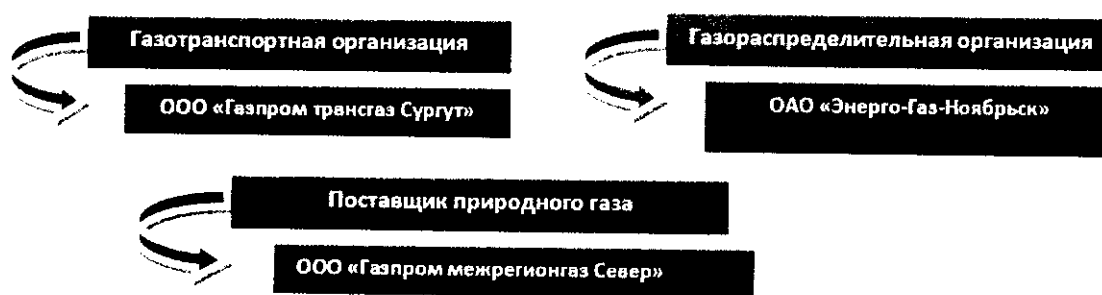 Газотранспортная организация
ООО «Газпром трансгаз Сургут»
Газораспределительная организация
ОАО «Энерго-Газ-Ноябрьск»
Поставщик природного газа
ООО «Газпром межрегионгаз Север»